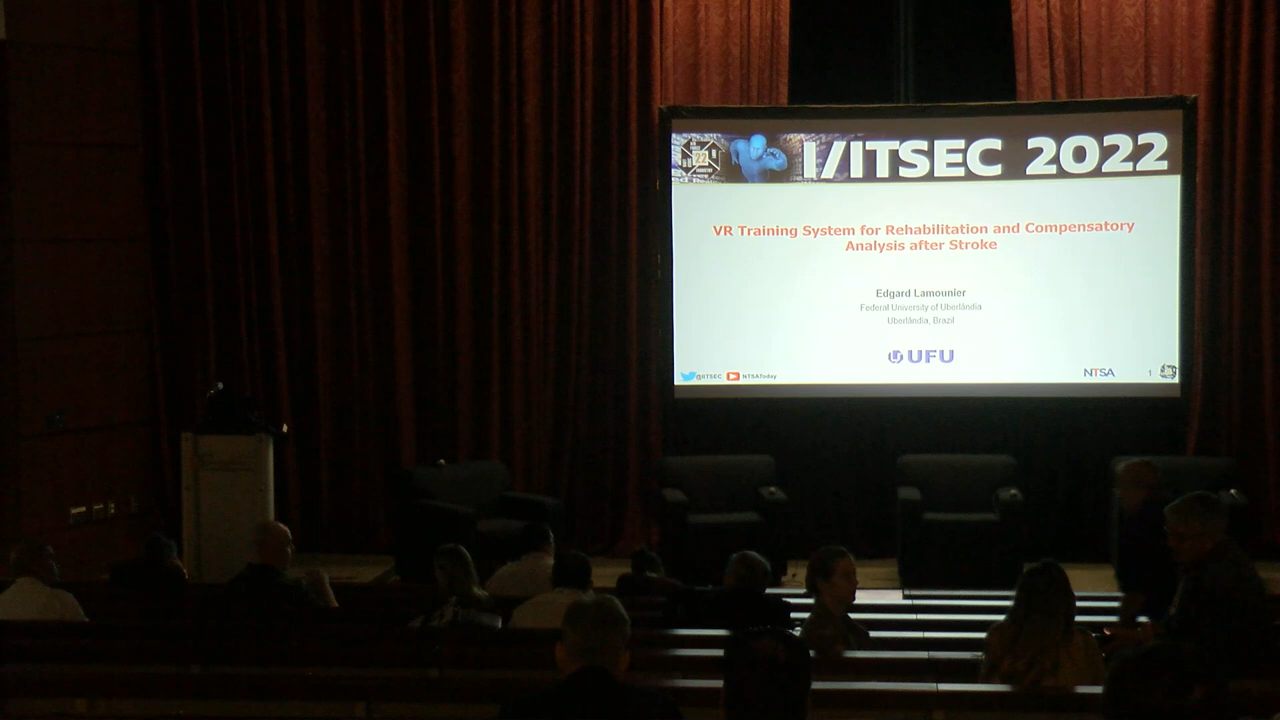 I/ITSEC 2022
VR Training System for Rehabilitation and Compensatory
Analysis after Stroke
Edgard Lamounier
Federal University of Uberlândia
Uberlândia, Brazil
UFU
@IITSEC NTSAToday NTSA 1